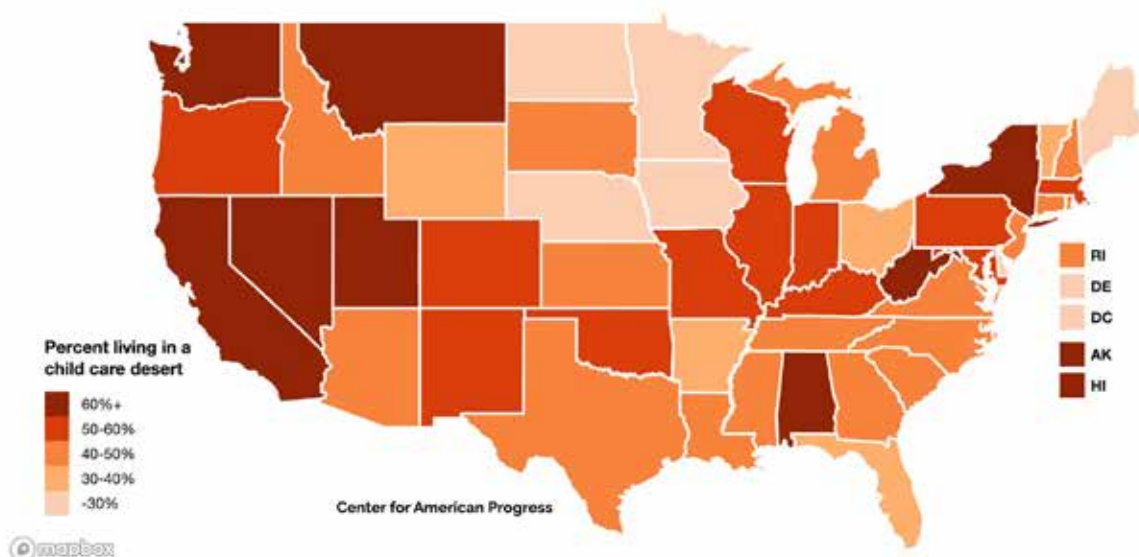 RI
DE
DC
AK
HI
Percent living in a
child care desert
60%+
50-60%
40-50%
30-40%
-30%
Center for American Progress
mapbox